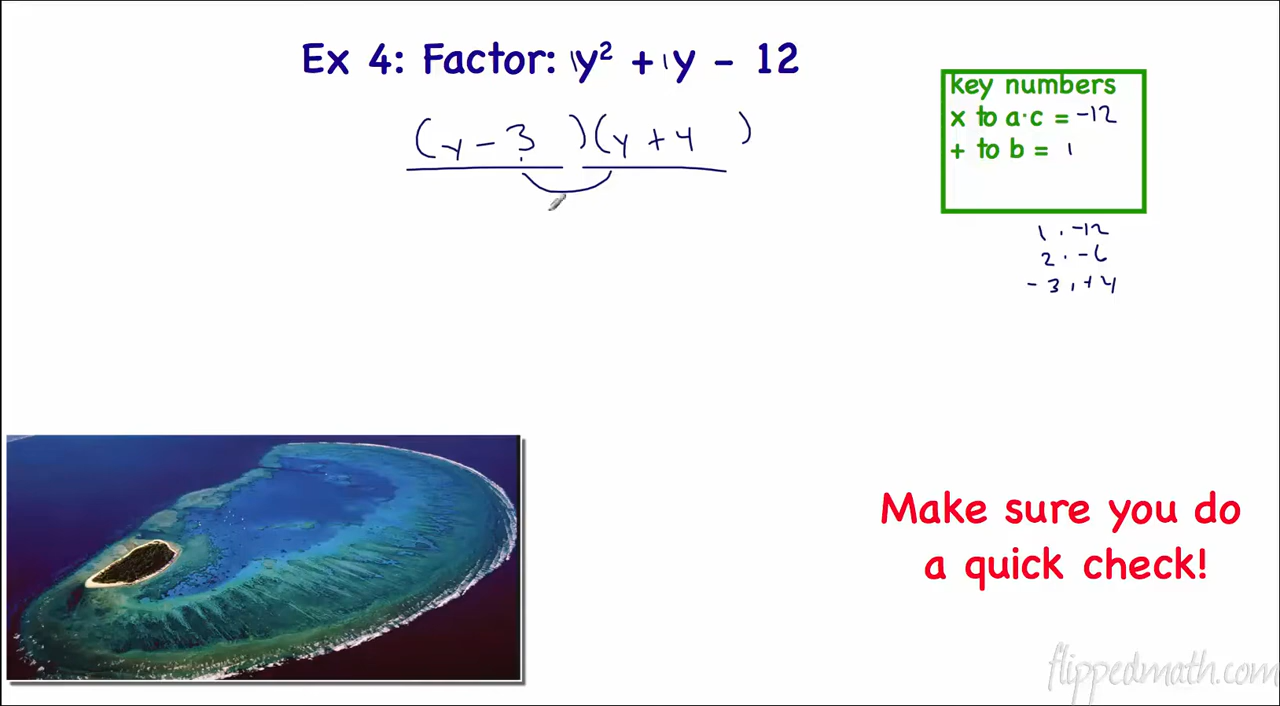 Ex 4: Factor: 1y² + 1y - 12
(y - 3 )(y + 4 )
key numbers
x to a·c = -12
+ to b = 1
1 · -12
2 · -6
-3 · +4
Make sure you do
a quick check!
flippedmath.com